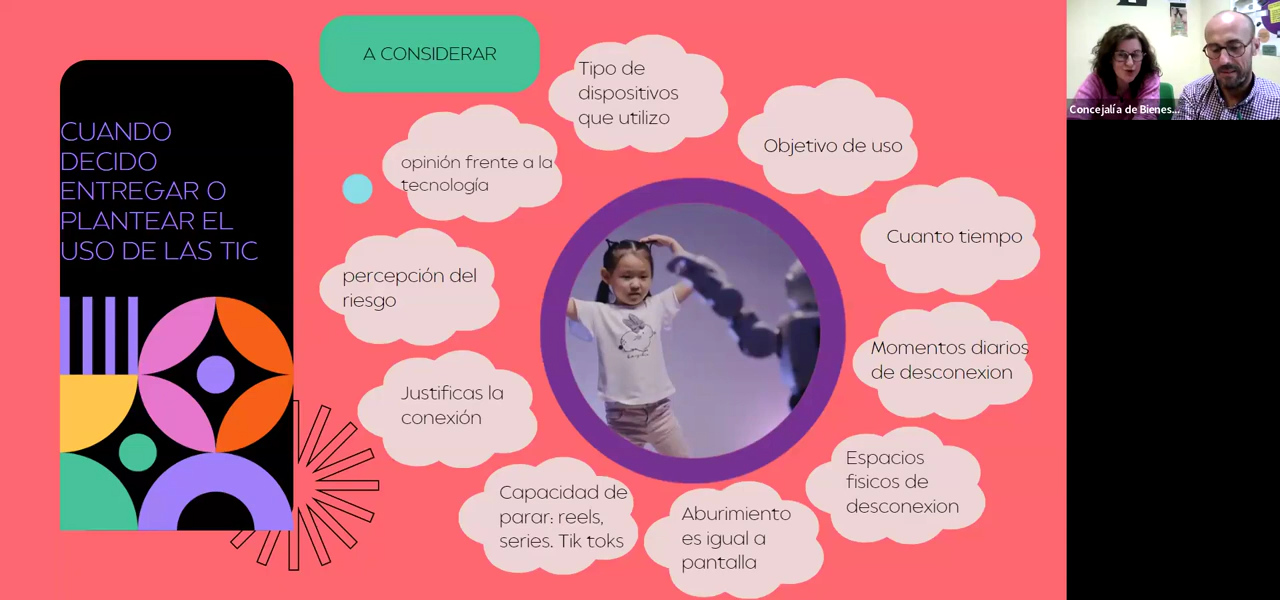 A CONSIDERAR
CUANDO
DECIDO
ENTREGAR O
PLANTEAR EL
USO DE LAS TIC
Tipo de
dispositivos
que utilizo
Objetivo de uso
Cuanto tiempo
Momentos diarios
de desconexion
Espacios
fisicos de
desconexion
Aburimiento
es igual a
pantalla
Capacidad de
parar: reels,
series. Tik toks
Justificas la
conexión
percepción del
riesgo
opinión frente a la
tecnología
Concejalía de Bienes...